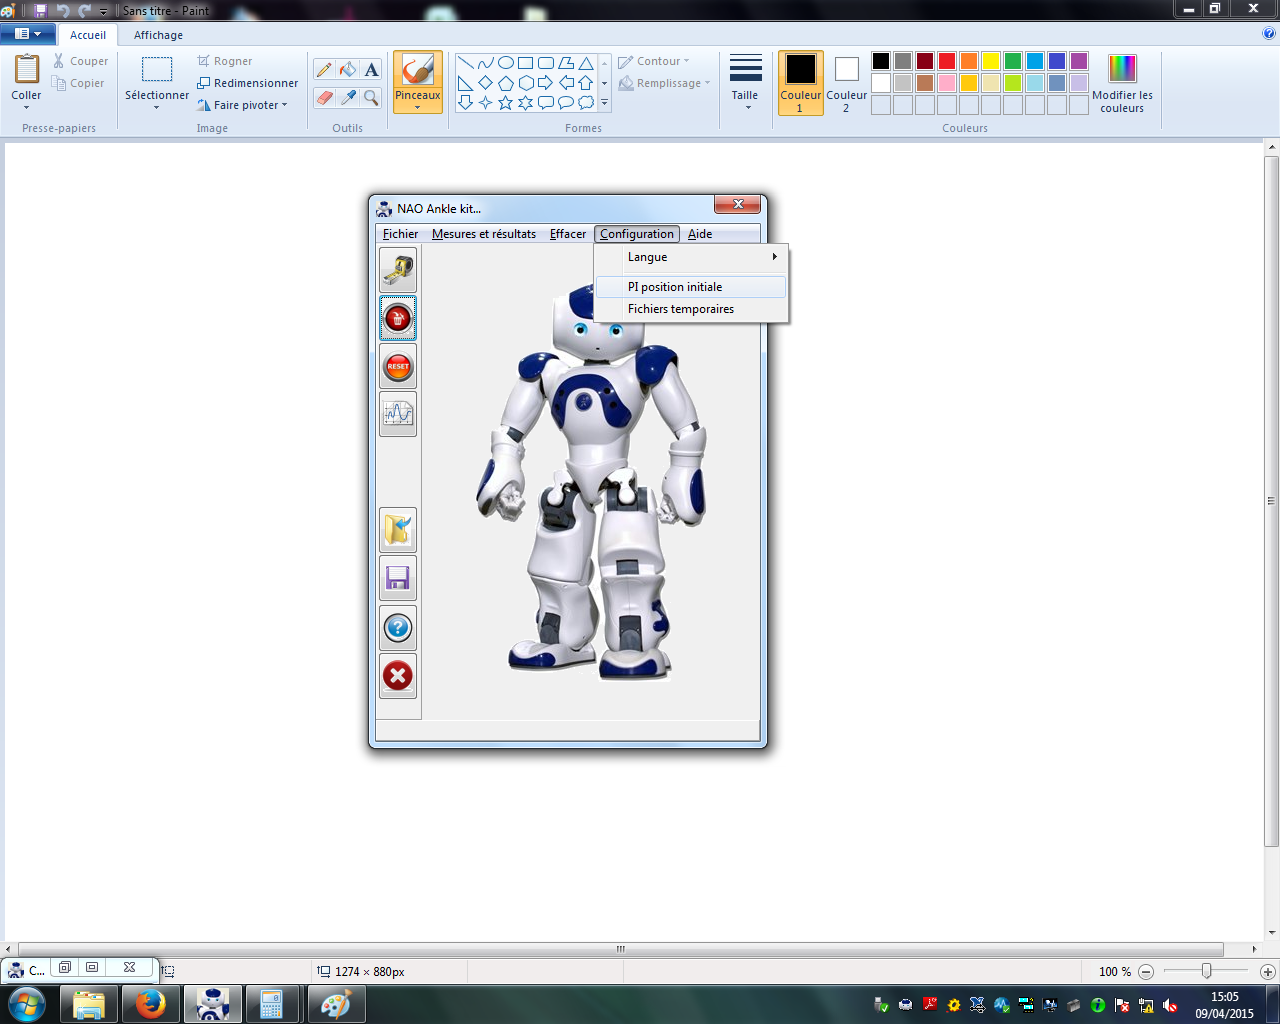 Sans titre - Paint
Accueil
Affichage
Coller
Couper
Copier
Presse-papiers
Sélectionner
Rogner
Redimensionner
Faire pivoter
Image
A
Outils
Pinceaux
Contour
Remplissage
Formes
Taille
Couleur
1
Couleur
2
Modifier les
couleurs
Couleurs
NAO Ankle kit...
Fichier Mesures et résultats Effacer Configuration Aide
Langue
PI position initiale
Fichiers temporaires
RESET
C...
1274 × 880px
100 %
15:05
09/04/2015